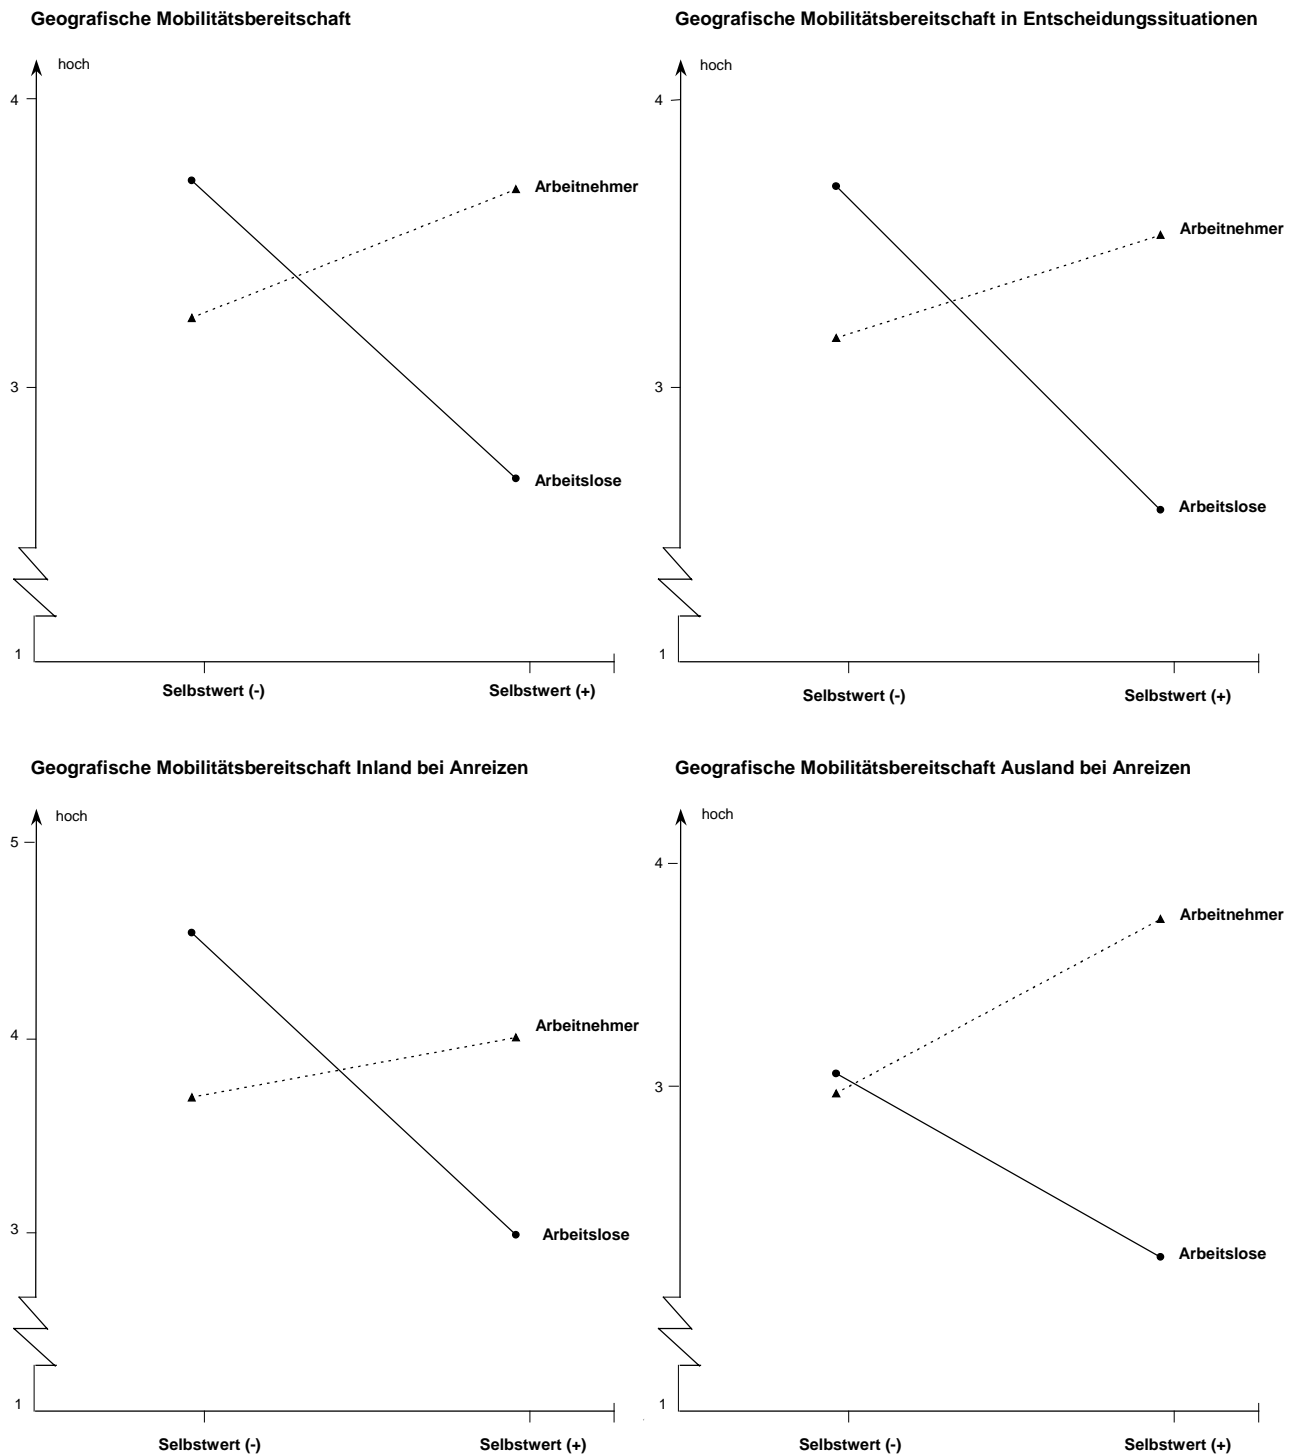 Geografische Mobilitätsbereitschaft
hoch
4
Arbeitnehmer
3
Arbeitslose
1
Selbstwert (-)
Selbstwert (+)
Geografische Mobilitätsbereitschaft in Entscheidungssituationen
hoch
4
Arbeitnehmer
3
Arbeitslose
1
Selbstwert (-)
Selbstwert (+)
Geografische Mobilitätsbereitschaft Inland bei Anreizen
hoch
5
4
Arbeitnehmer
3
Arbeitslose
1
Selbstwert (-)
Selbstwert (+)
Geografische Mobilitätsbereitschaft Ausland bei Anreizen
hoch
4
Arbeitnehmer
3
Arbeitslose
1
Selbstwert (-)
Selbstwert (+)